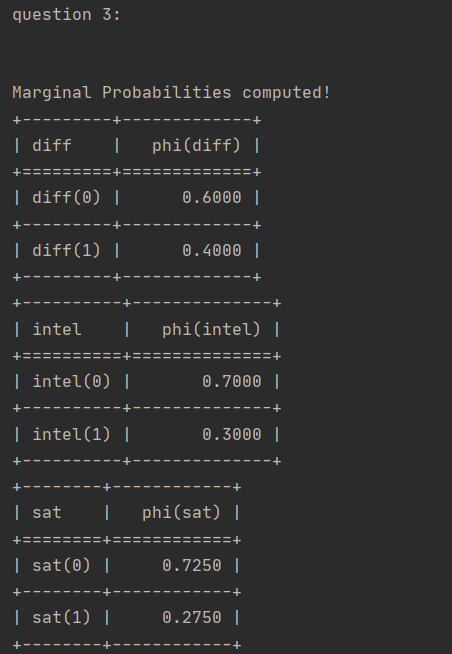 question 3:
Marginal Probabilities computed!
+---------+-------------+
| diff    |   phi(diff) |
+=========+=============+
| diff(0) |      0.6000 |
+---------+-------------+
| diff(1) |      0.4000 |
+---------+-------------+
+----------+--------------+
| intel    |   phi(intel) |
+==========+==============+
| intel(0) |       0.7000 |
+----------+--------------+
| intel(1) |       0.3000 |
+----------+--------------+
+--------+------------+
| sat    |   phi(sat) |
+========+============+
| sat(0) |     0.7250 |
+--------+------------+
| sat(1) |     0.2750 |
+--------+------------+